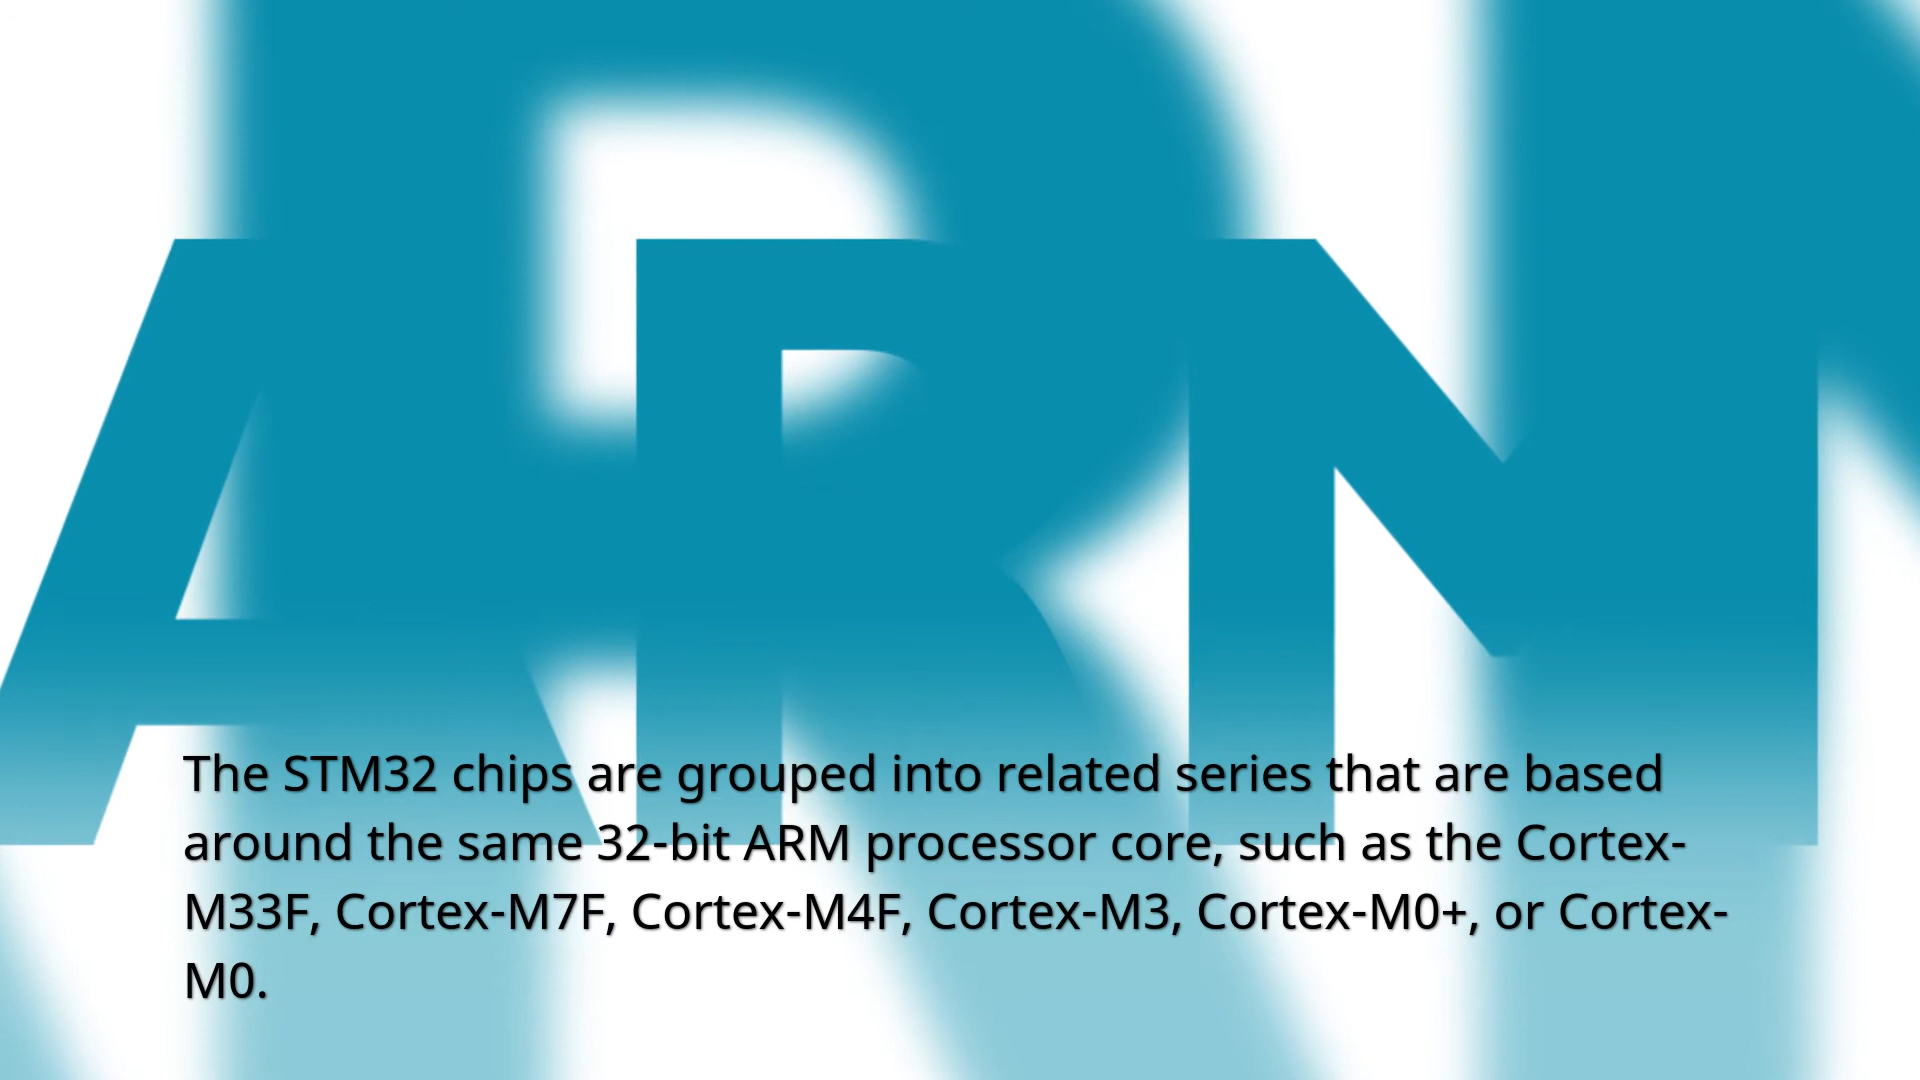 ARM
The STM32 chips are grouped into related series that are based
around the same 32-bit ARM processor core, such as the Cortex-
M33F, Cortex-M7F, Cortex-M4F, Cortex-M3, Cortex-M0+, or Cortex-
M0.